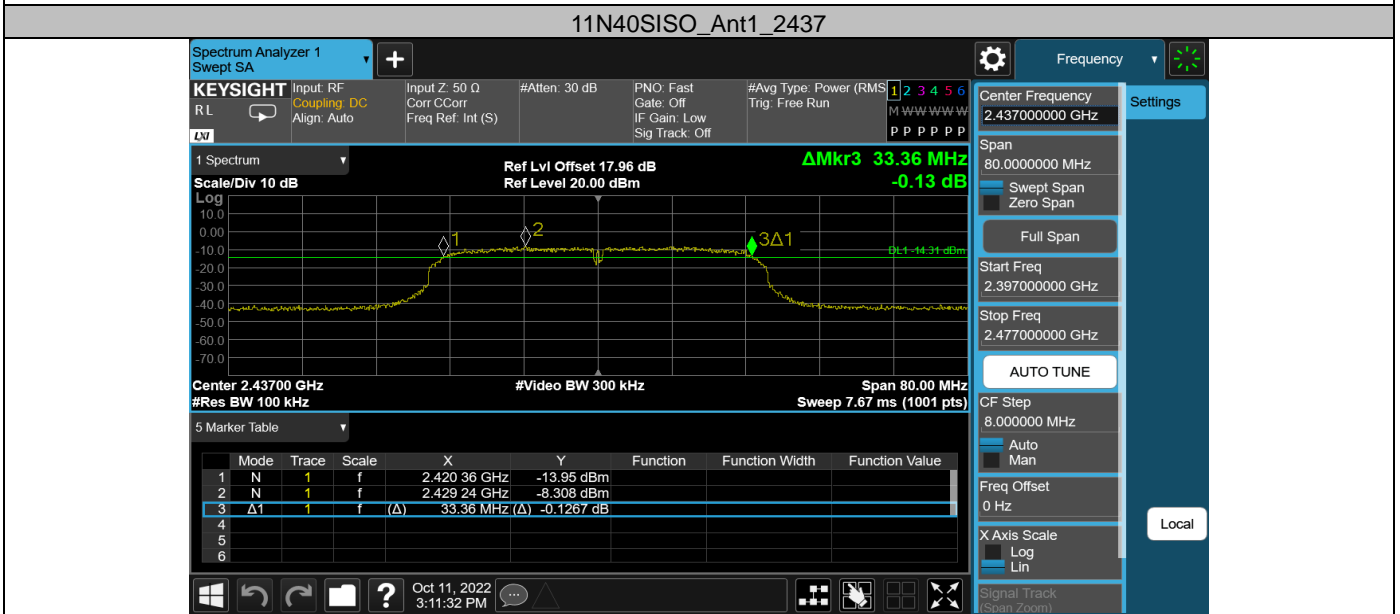 11N40SISO_Ant1_2437
Spectrum Analyzer 1
Swept SA
Frequency
KEYSIGHT
RL
LXI
Input: RF
Coupling: DC
Align: Auto
Input Z: 50 Ω
Corr CCorr
Freq Ref: Int (S)
#Atten: 30 dB
PNO: Fast
Gate: Off
IF Gain: Low
Sig Track: Off
#Avg Type: Power (RMS
Trig: Free Run
1 2 3 4 5 6
M W W W W W
P P P P P P
Settings
Center Frequency
2.437000000 GHz
Span
80.0000000 MHz
Swept Span
Zero Span
Full Span
Start Freq
2.397000000 GHz
Stop Freq
2.477000000 GHz
AUTO TUNE
CF Step
8.000000 MHz
Auto
Man
Freq Offset
0 Hz
X Axis Scale
Log
Lin
Signal Track
(Span Zoom)
Local
1 Spectrum
Scale/Div 10 dB
Ref Lvl Offset 17.96 dB
Ref Level 20.00 dBm
ΔMkr3 33.36 MHz
-0.13 dB
Log
10.0
0.00
-10.0
-20.0
-30.0
-40.0
-50.0
-60.0
-70.0
1
2
3Δ1
DL1 -14.31 dBm
Center 2.43700 GHz
#Video BW 300 kHz
Span 80.00 MHz
#Res BW 100 kHz
Sweep 7.67 ms (1001 pts)
5 Marker Table
Mode Trace Scale X Y Function Function Width Function Value
1 N 1 f 2.420 36 GHz -13.95 dBm
2 N 1 f 2.429 24 GHz -8.308 dBm
3 Δ1 1 f (Δ) 33.36 MHz (Δ) -0.1267 dB
4
5
6
?
Oct 11, 2022
3:11:32 PM